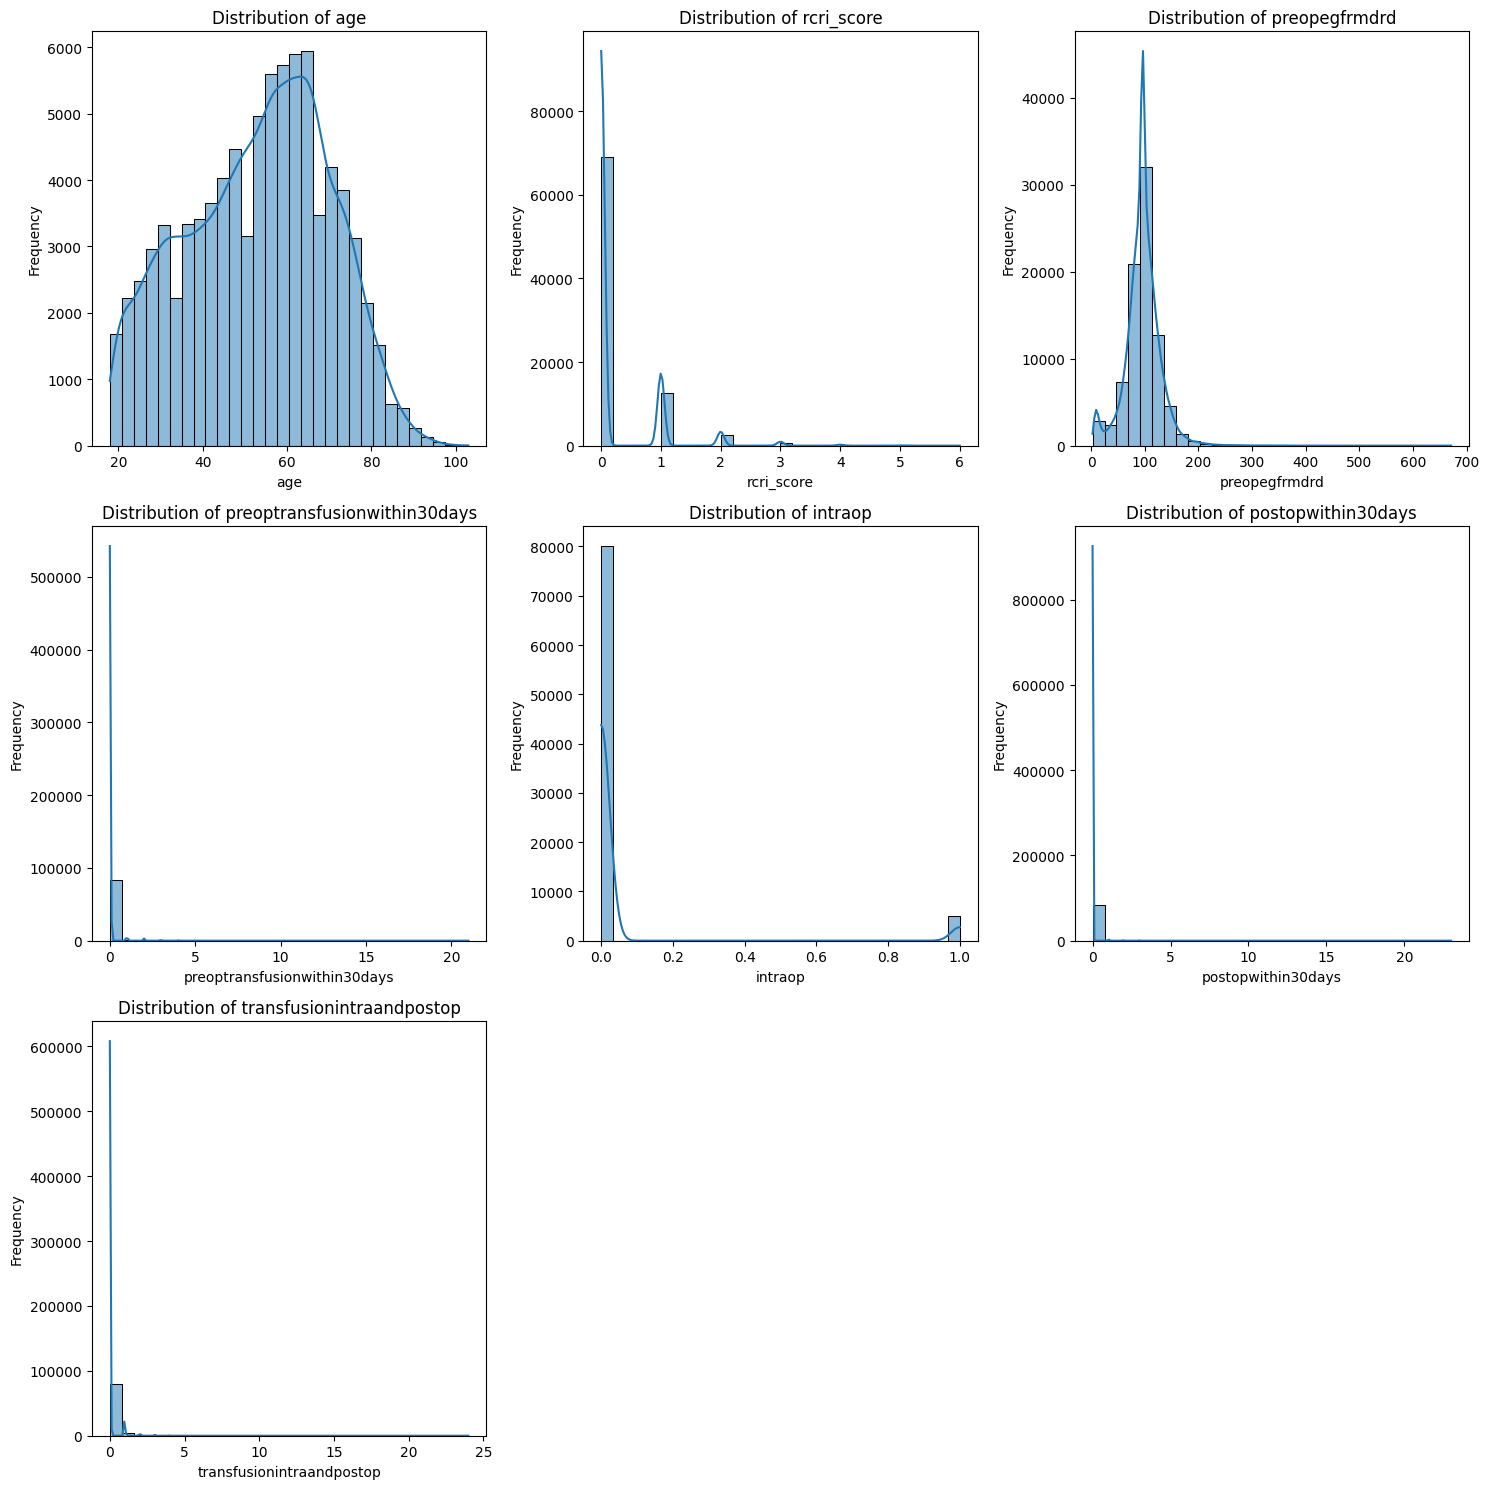 Distribution of age
6000
5000
4000
3000
2000
1000
0
Frequency
20 40 60 80 100
age
Distribution of rcri_score
80000
60000
40000
20000
0
Frequency
0 1 2 3 4 5 6
rcri_score
Distribution of preopegfrmdrd
40000
30000
20000
10000
0
Frequency
0 100 200 300 400 500 600 700
preopegfrmdrd
Distribution of preoptransfusionwithin30days
500000
400000
300000
200000
100000
0
Frequency
0 5 10 15 20
preoptransfusionwithin30days
Distribution of intraop
80000
70000
60000
50000
40000
30000
20000
10000
0
Frequency
0.0 0.2 0.4 0.6 0.8 1.0
intraop
Distribution of postopwithin30days
800000
600000
400000
200000
0
Frequency
0 5 10 15 20
postopwithin30days
Distribution of transfusionintraandpostop
600000
500000
400000
300000
200000
100000
0
Frequency
0 5 10 15 20 25
transfusionintraandpostop